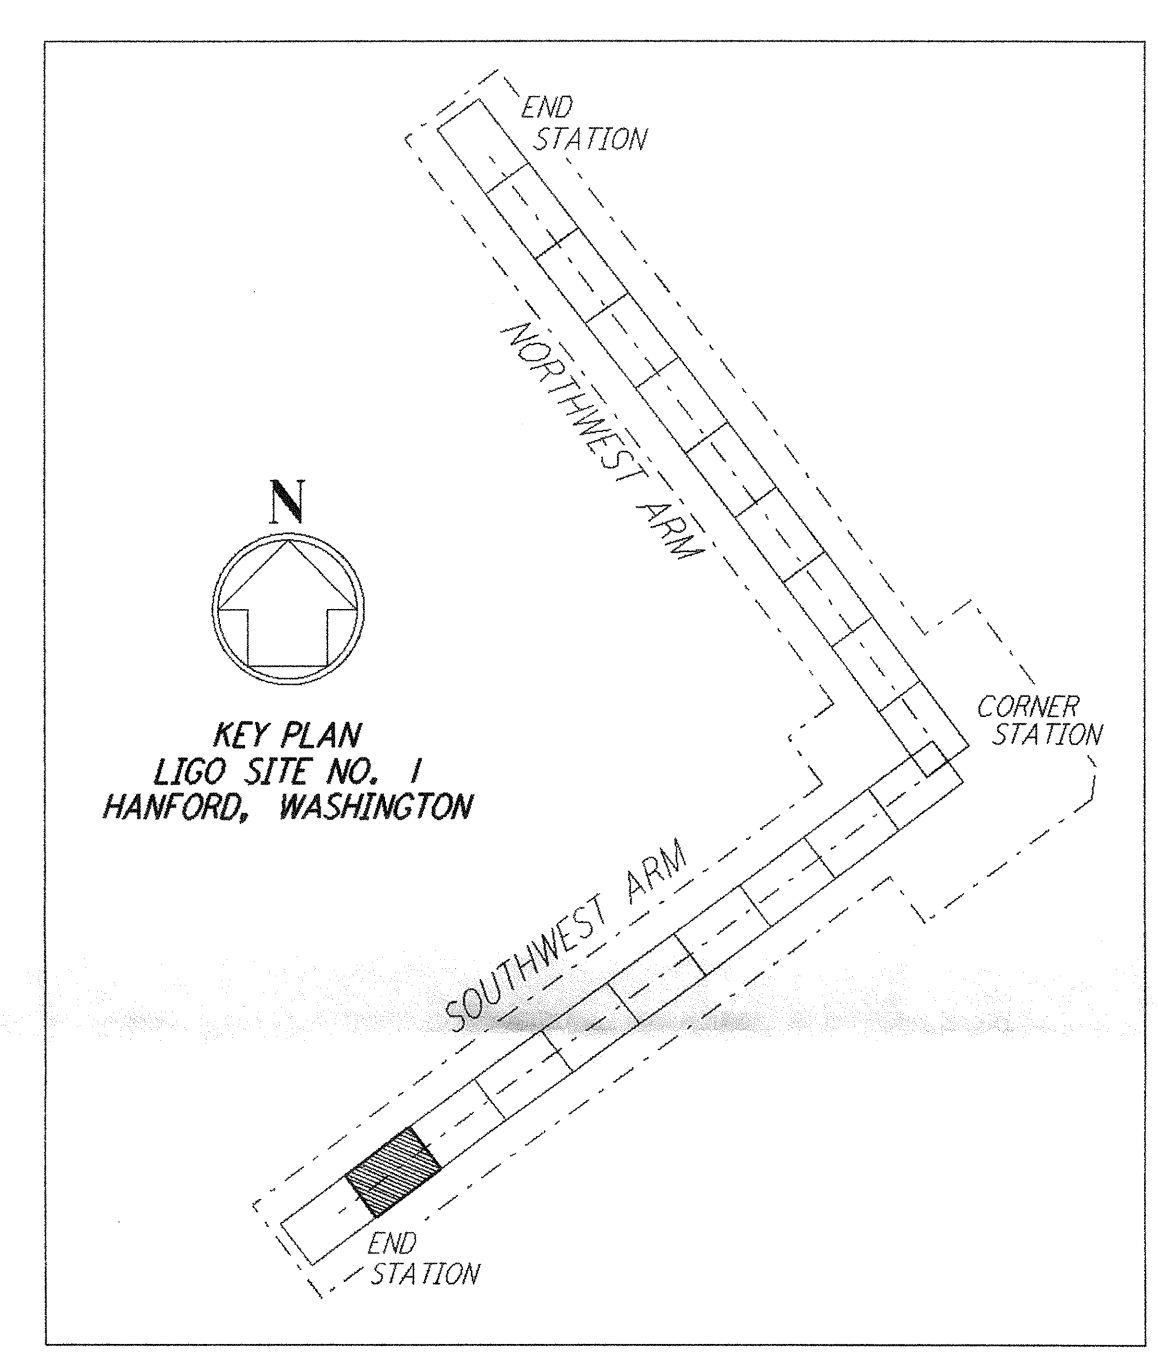 END
STATION
NORTHWEST ARM
N
CORNER
STATION
KEY PLAN
LIGO SITE NO. 1
HANFORD, WASHINGTON
SOUTHWEST ARM
END
STATION